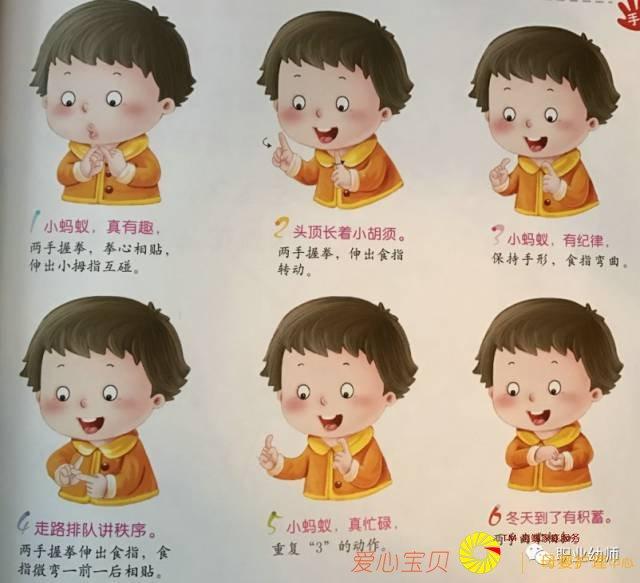 手
1 小蚂蚁，真有趣，
两手握拳，拳心相贴，
伸出小拇指互碰。
2 头顶长着小胡须。
两手握拳，伸出食指
转动。
3 小蚂蚁，有纪律，
保持手形，食指弯曲。
4 走路排队讲秩序。
两手握拳伸出食指，食
指微弯一前一后相贴。
5 小蚂蚁，真忙碌，
重复“3”的动作。
6 冬天到了有积蓄。
爱心宝贝
职业幼师